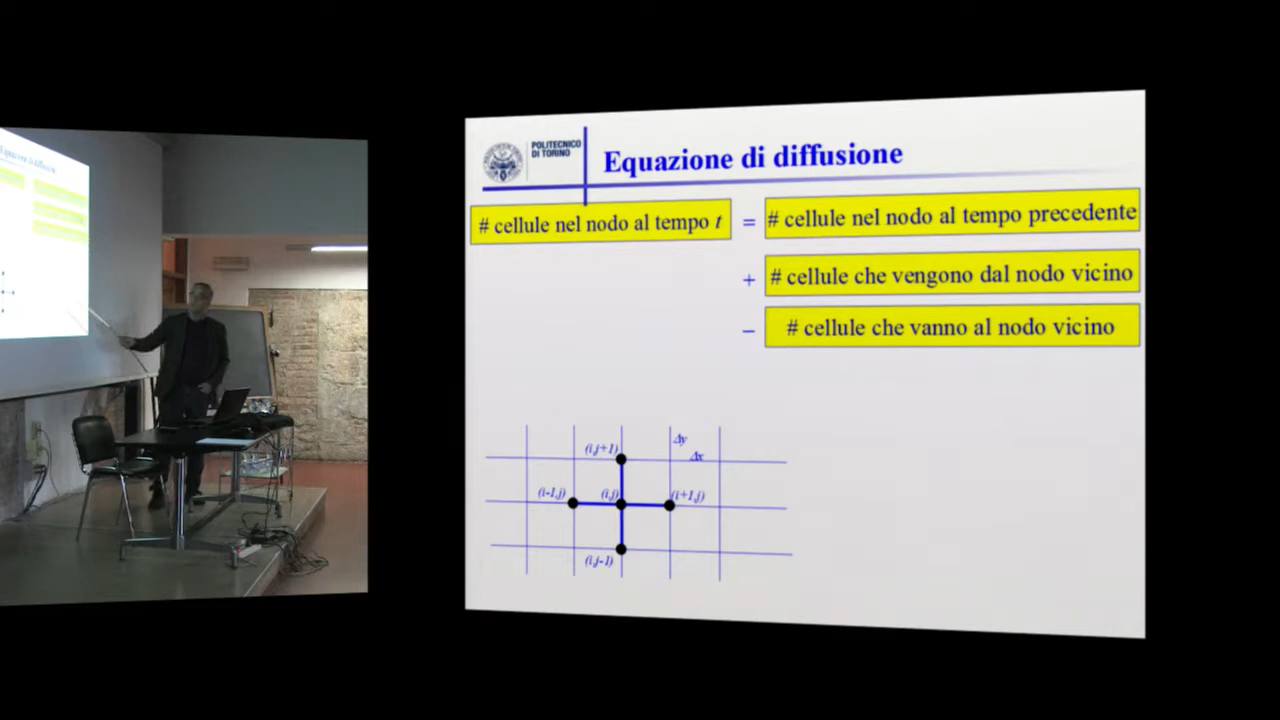 POLITECNICO
DI TORINO
Equazione di diffusione
# cellule nel nodo al tempo t = # cellule nel nodo al tempo precedente
+ # cellule che vengono dal nodo vicino
– # cellule che vanno al nodo vicino
(i,j+1) Δy
Δx
(i-1,j) (i,j) (i+1,j)
(i,j-1)